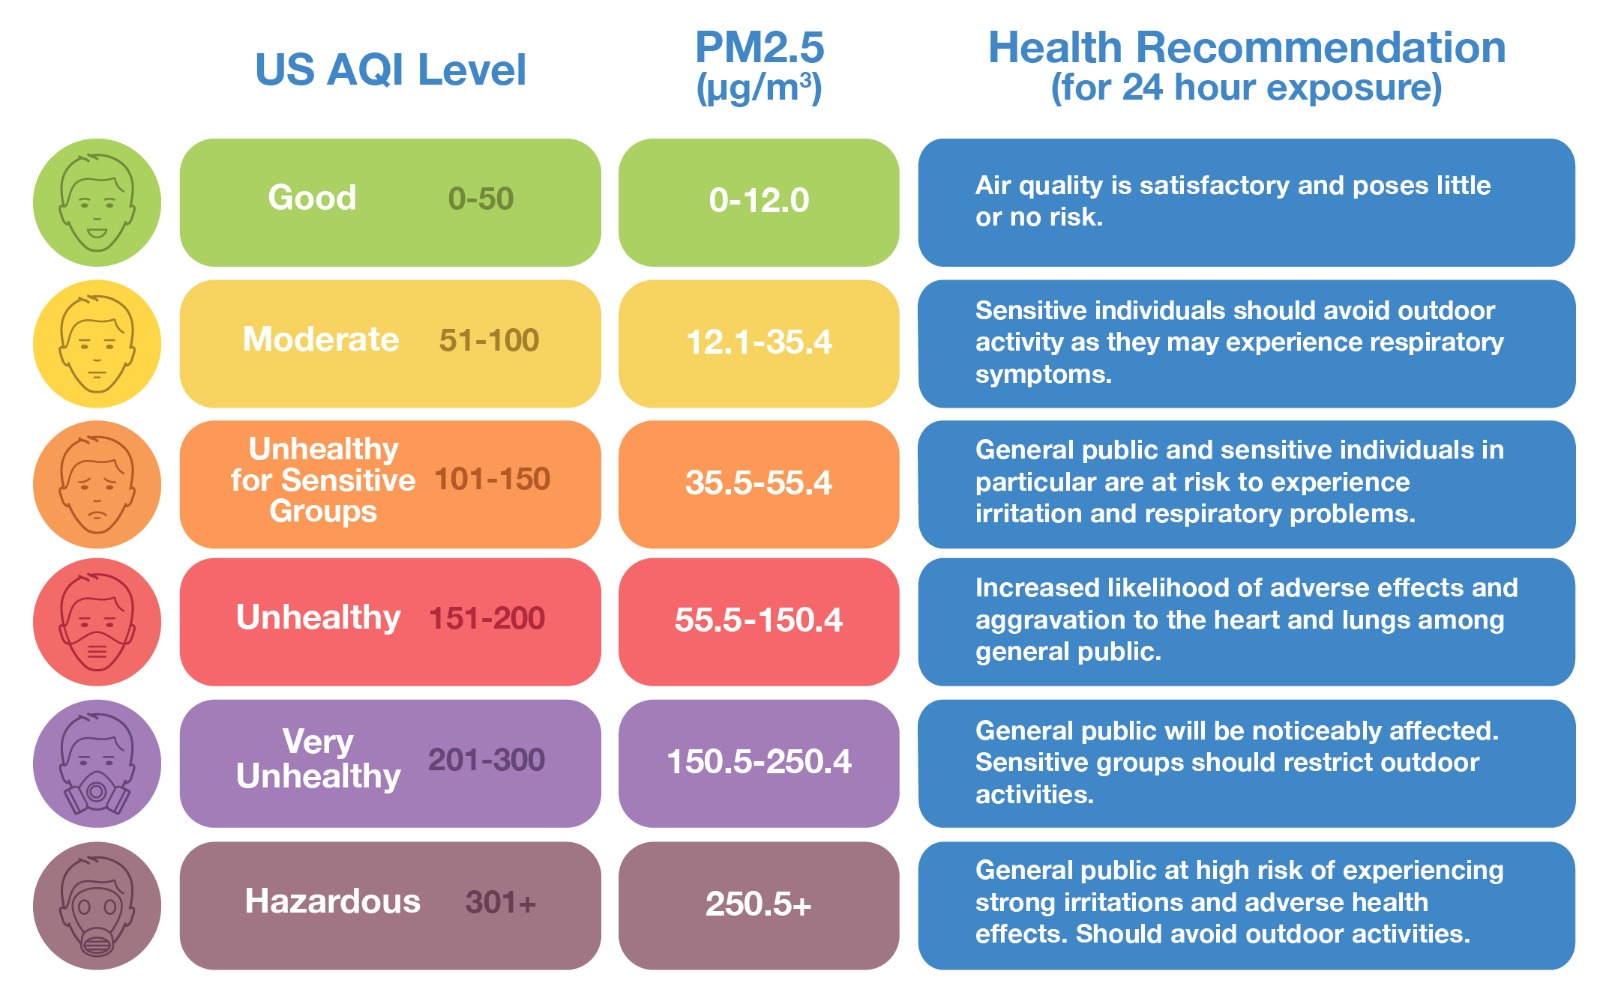 US AQI Level
PM2.5
(µg/m³)
Health Recommendation
(for 24 hour exposure)
Good 0-50
0-12.0
Air quality is satisfactory and poses little
or no risk.
Moderate 51-100
12.1-35.4
Sensitive individuals should avoid outdoor
activity as they may experience respiratory
symptoms.
Unhealthy
for Sensitive
Groups
101-150
35.5-55.4
General public and sensitive individuals in
particular are at risk to experience
irritation and respiratory problems.
Unhealthy 151-200
55.5-150.4
Increased likelihood of adverse effects and
aggravation to the heart and lungs among
general public.
Very
Unhealthy
201-300
150.5-250.4
General public will be noticeably affected.
Sensitive groups should restrict outdoor
activities.
Hazardous 301+
250.5+
General public at high risk of experiencing
strong irritations and adverse health
effects. Should avoid outdoor activities.